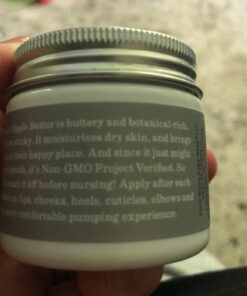 Nipple Butter is buttery and botanical-rich,
sticky. It moisturizes dry skin, and brings
their happy place. And since it just might
mouth, it's Non-GMO Project Verified. So
wash it off before nursing! Apply after each
lips, cheeks, heels, cuticles, elbows and
comfortable pumping experience.